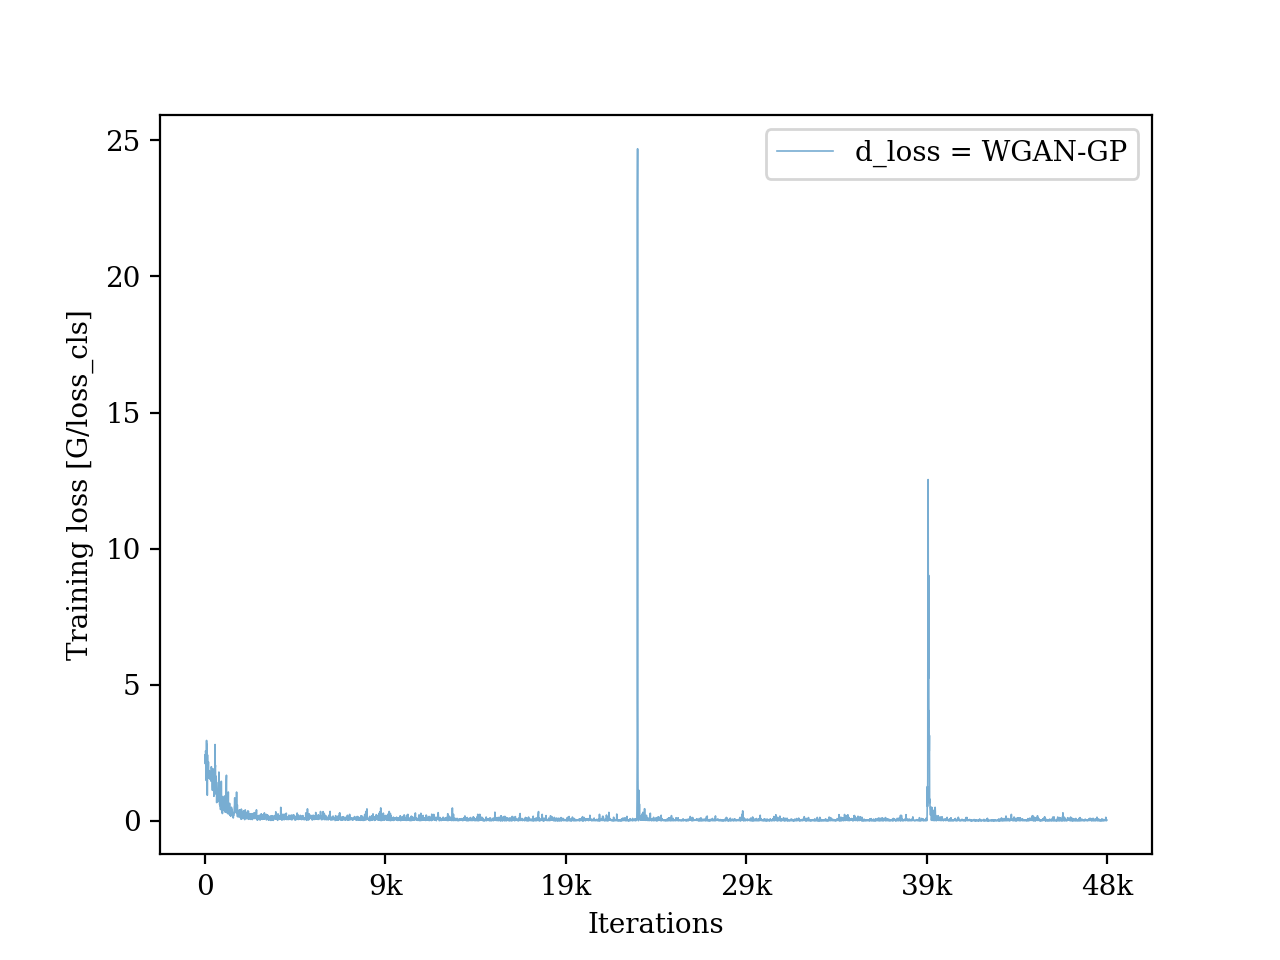 d_loss = WGAN-GP
25
20
15
10
5
0
Training loss [G/loss_cls]
0 9k 19k 29k 39k 48k
Iterations